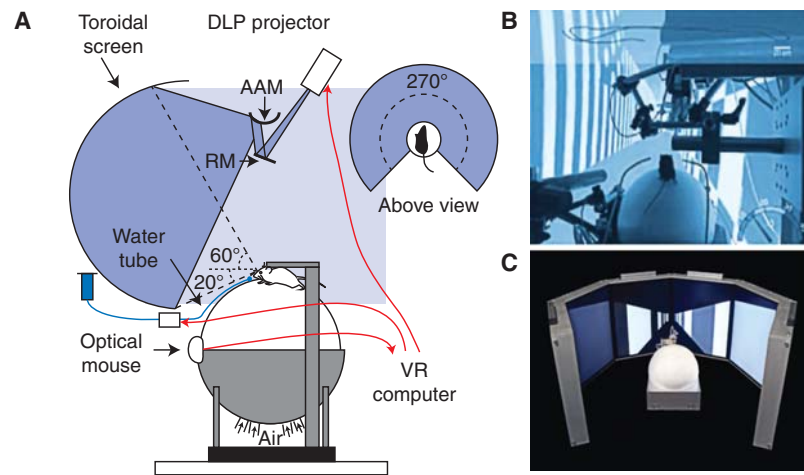 A
Toroidal
screen
DLP projector
AAM
RM
270°
Above view
Water
tube
60°
20°
Optical
mouse
VR
computer
Air
B
C